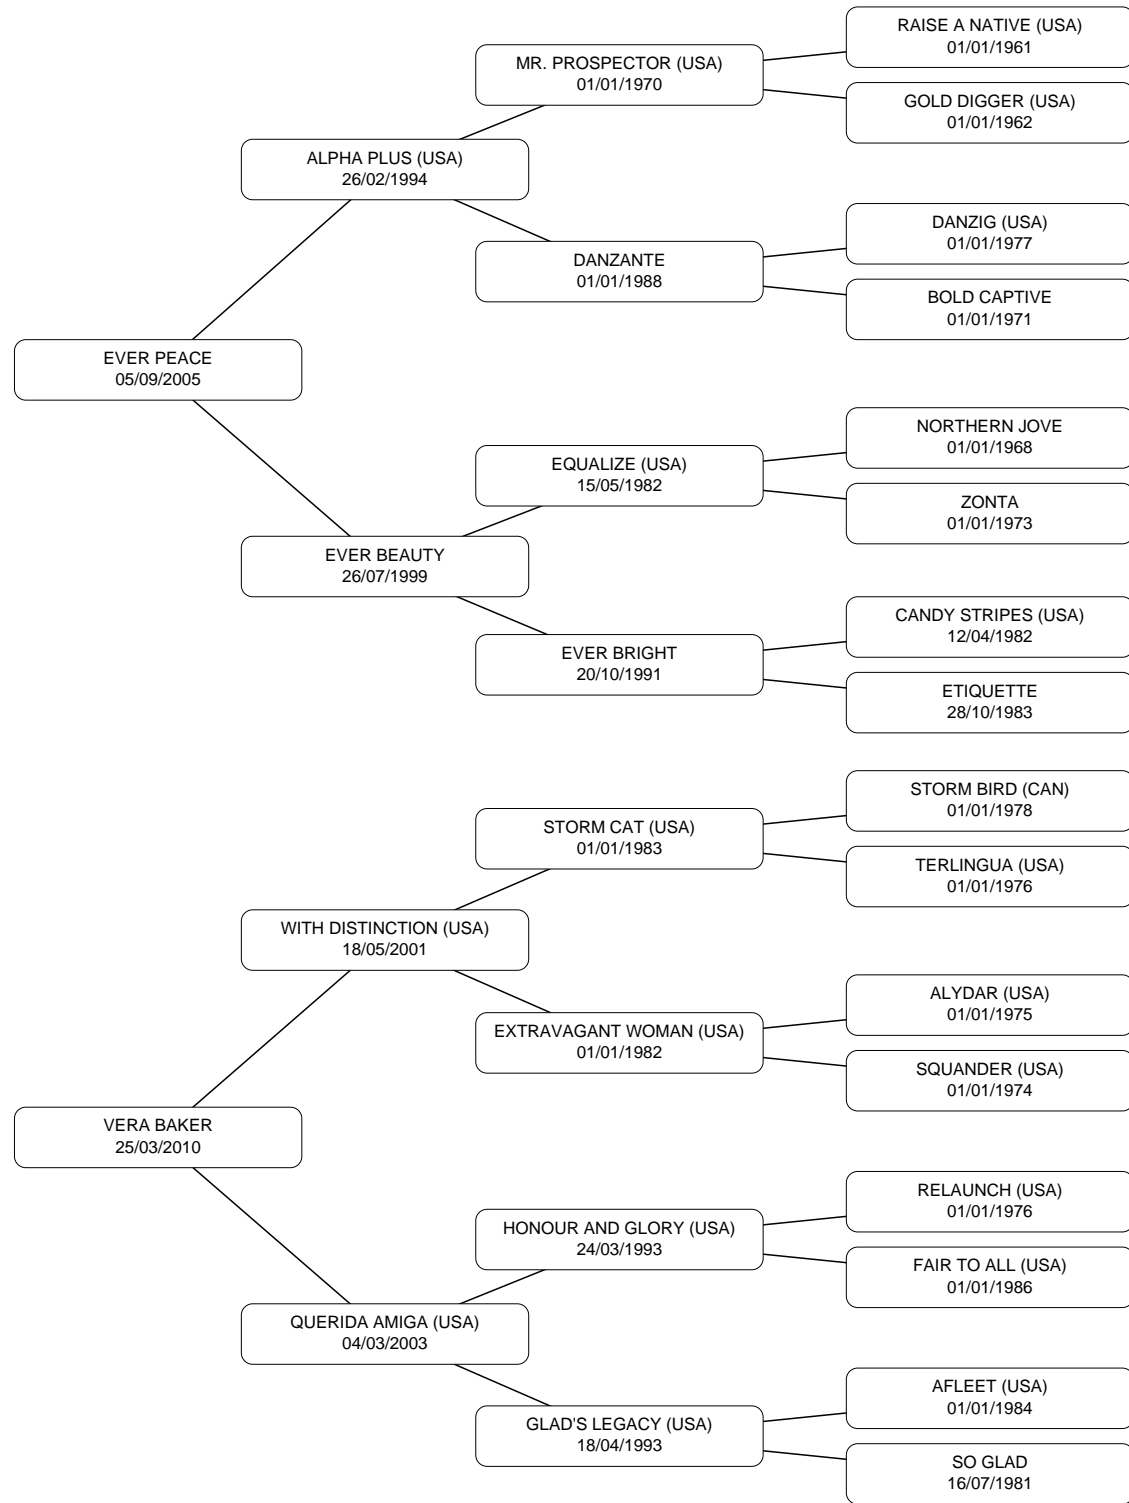 RAISE A NATIVE (USA)
01/01/1961
MR. PROSPECTOR (USA)
01/01/1970
GOLD DIGGER (USA)
01/01/1962
ALPHA PLUS (USA)
26/02/1994
DANZIG (USA)
01/01/1977
DANZANTE
01/01/1988
BOLD CAPTIVE
01/01/1971
EVER PEACE
05/09/2005
NORTHERN JOVE
01/01/1968
EQUALIZE (USA)
15/05/1982
ZONTA
01/01/1973
EVER BEAUTY
26/07/1999
CANDY STRIPES (USA)
12/04/1982
EVER BRIGHT
20/10/1991
ETIQUETTE
28/10/1983
STORM BIRD (CAN)
01/01/1978
STORM CAT (USA)
01/01/1983
TERLINGUA (USA)
01/01/1976
WITH DISTINCTION (USA)
18/05/2001
ALYDAR (USA)
01/01/1975
EXTRAVAGANT WOMAN (USA)
01/01/1982
SQUANDER (USA)
01/01/1974
VERA BAKER
25/03/2010
RELAUNCH (USA)
01/01/1976
HONOUR AND GLORY (USA)
24/03/1993
FAIR TO ALL (USA)
01/01/1986
QUERIDA AMIGA (USA)
04/03/2003
AFLEET (USA)
01/01/1984
GLAD'S LEGACY (USA)
18/04/1993
SO GLAD
16/07/1981